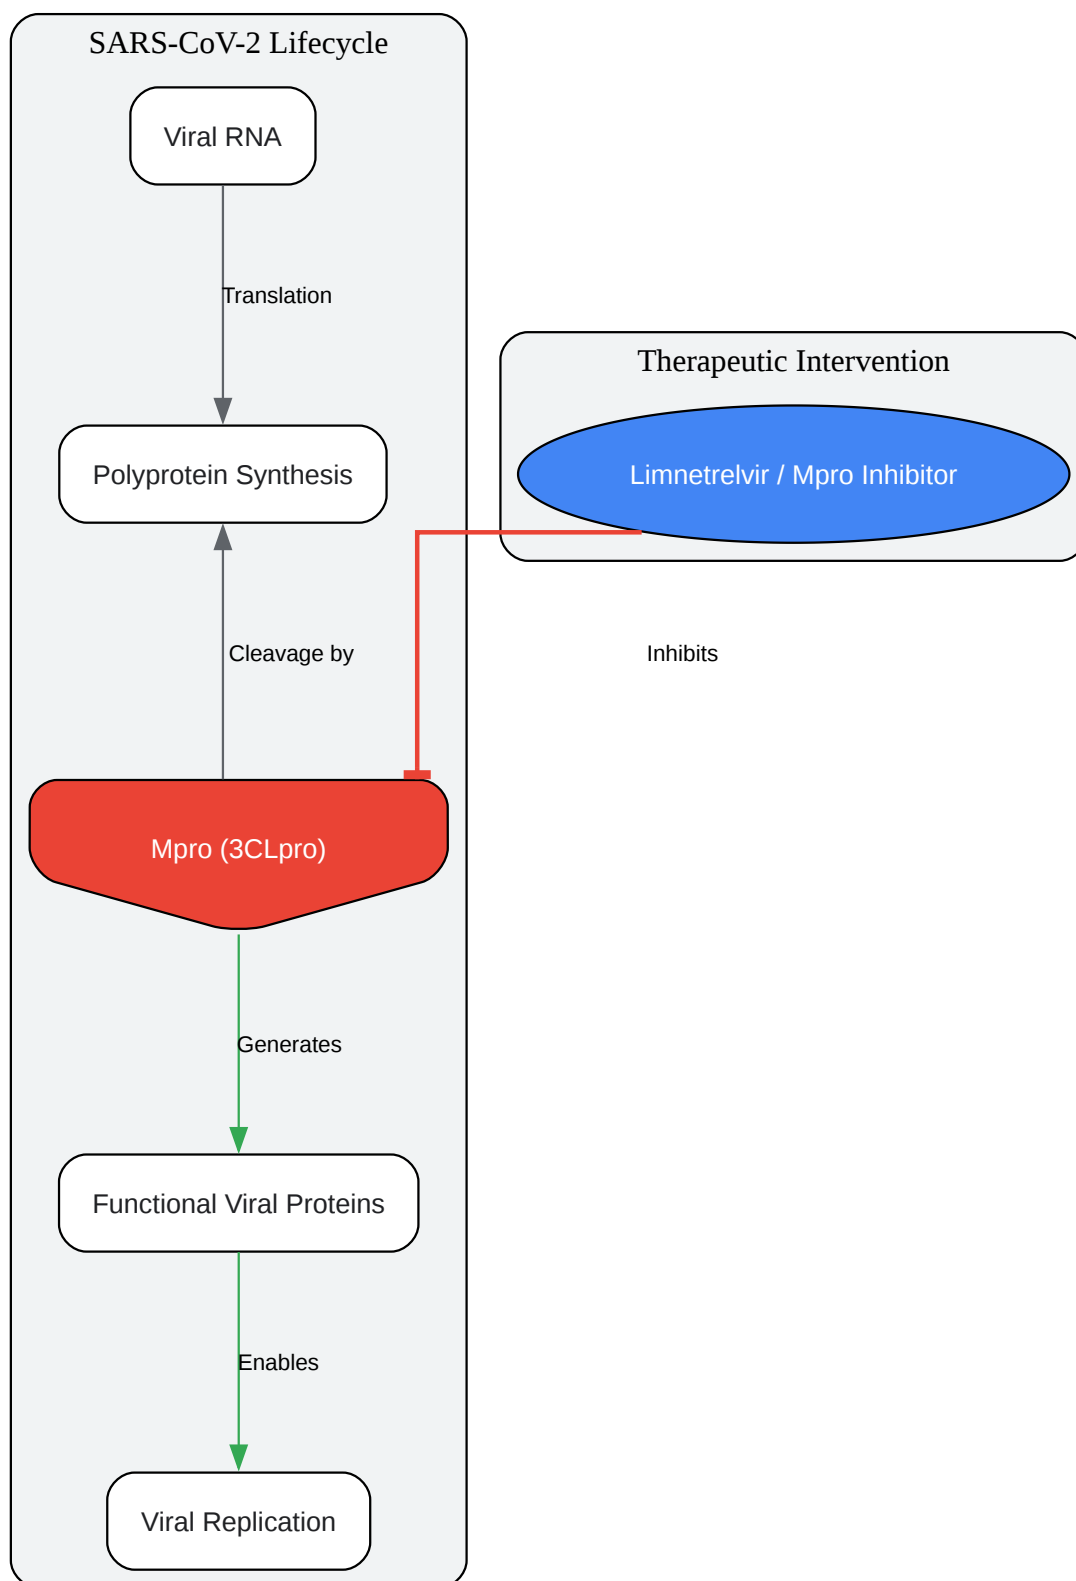 SARS-CoV-2 Lifecycle
Viral RNA
Translation
Therapeutic Intervention
Polyprotein Synthesis
Limnetrelvir / Mpro Inhibitor
Cleavage by
Inhibits
Mpro (3CLpro)
Generates
Functional Viral Proteins
Enables
Viral Replication